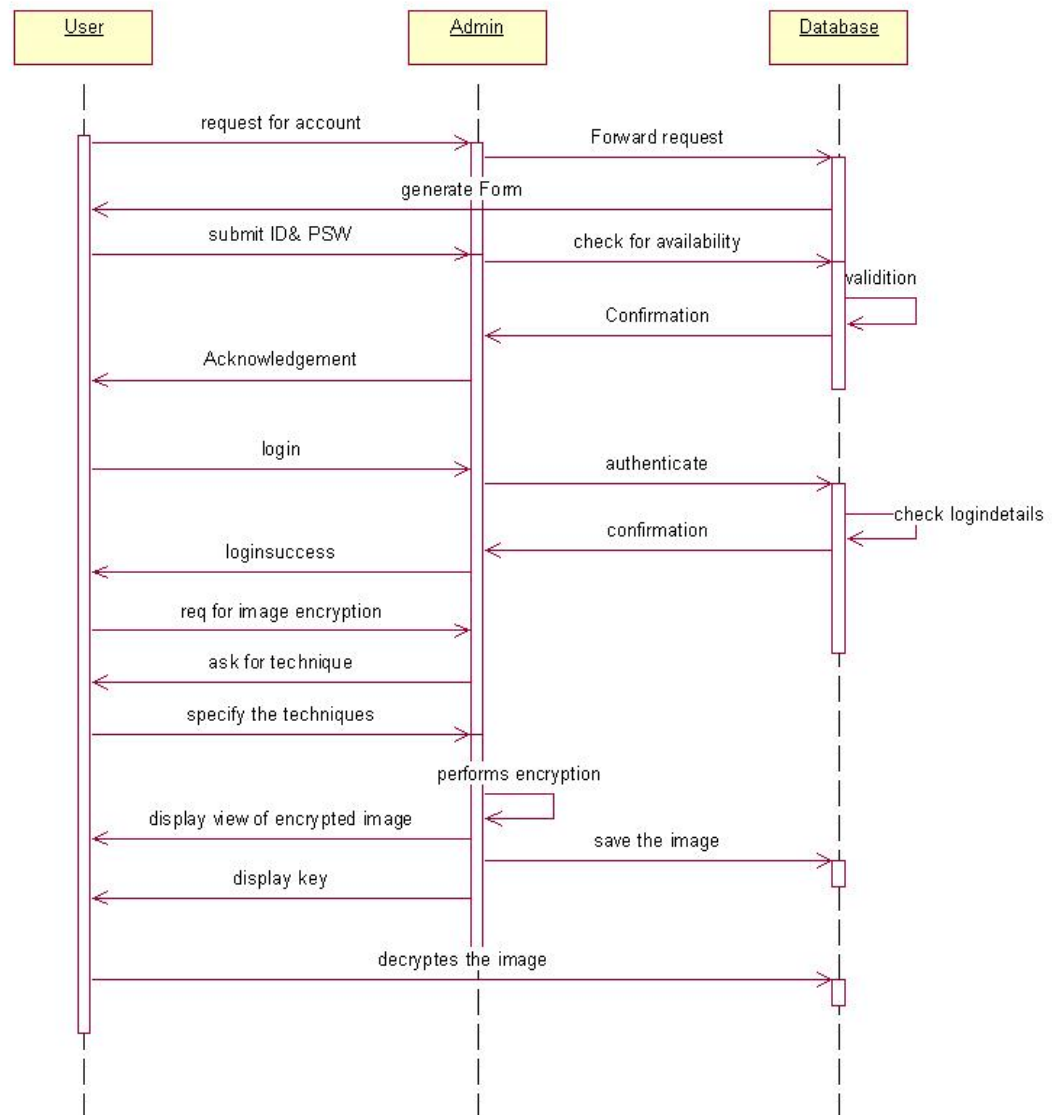 User
Admin
Database
request for account
Forward request
generate Form
submit ID& PSW
check for availability
validition
Confirmation
Acknowledgement
login
authenticate
check logindetails
confirmation
loginsuccess
req for image encryption
ask for technique
specify the techniques
performs encryption
display view of encrypted image
save the image
display key
decryptes the image